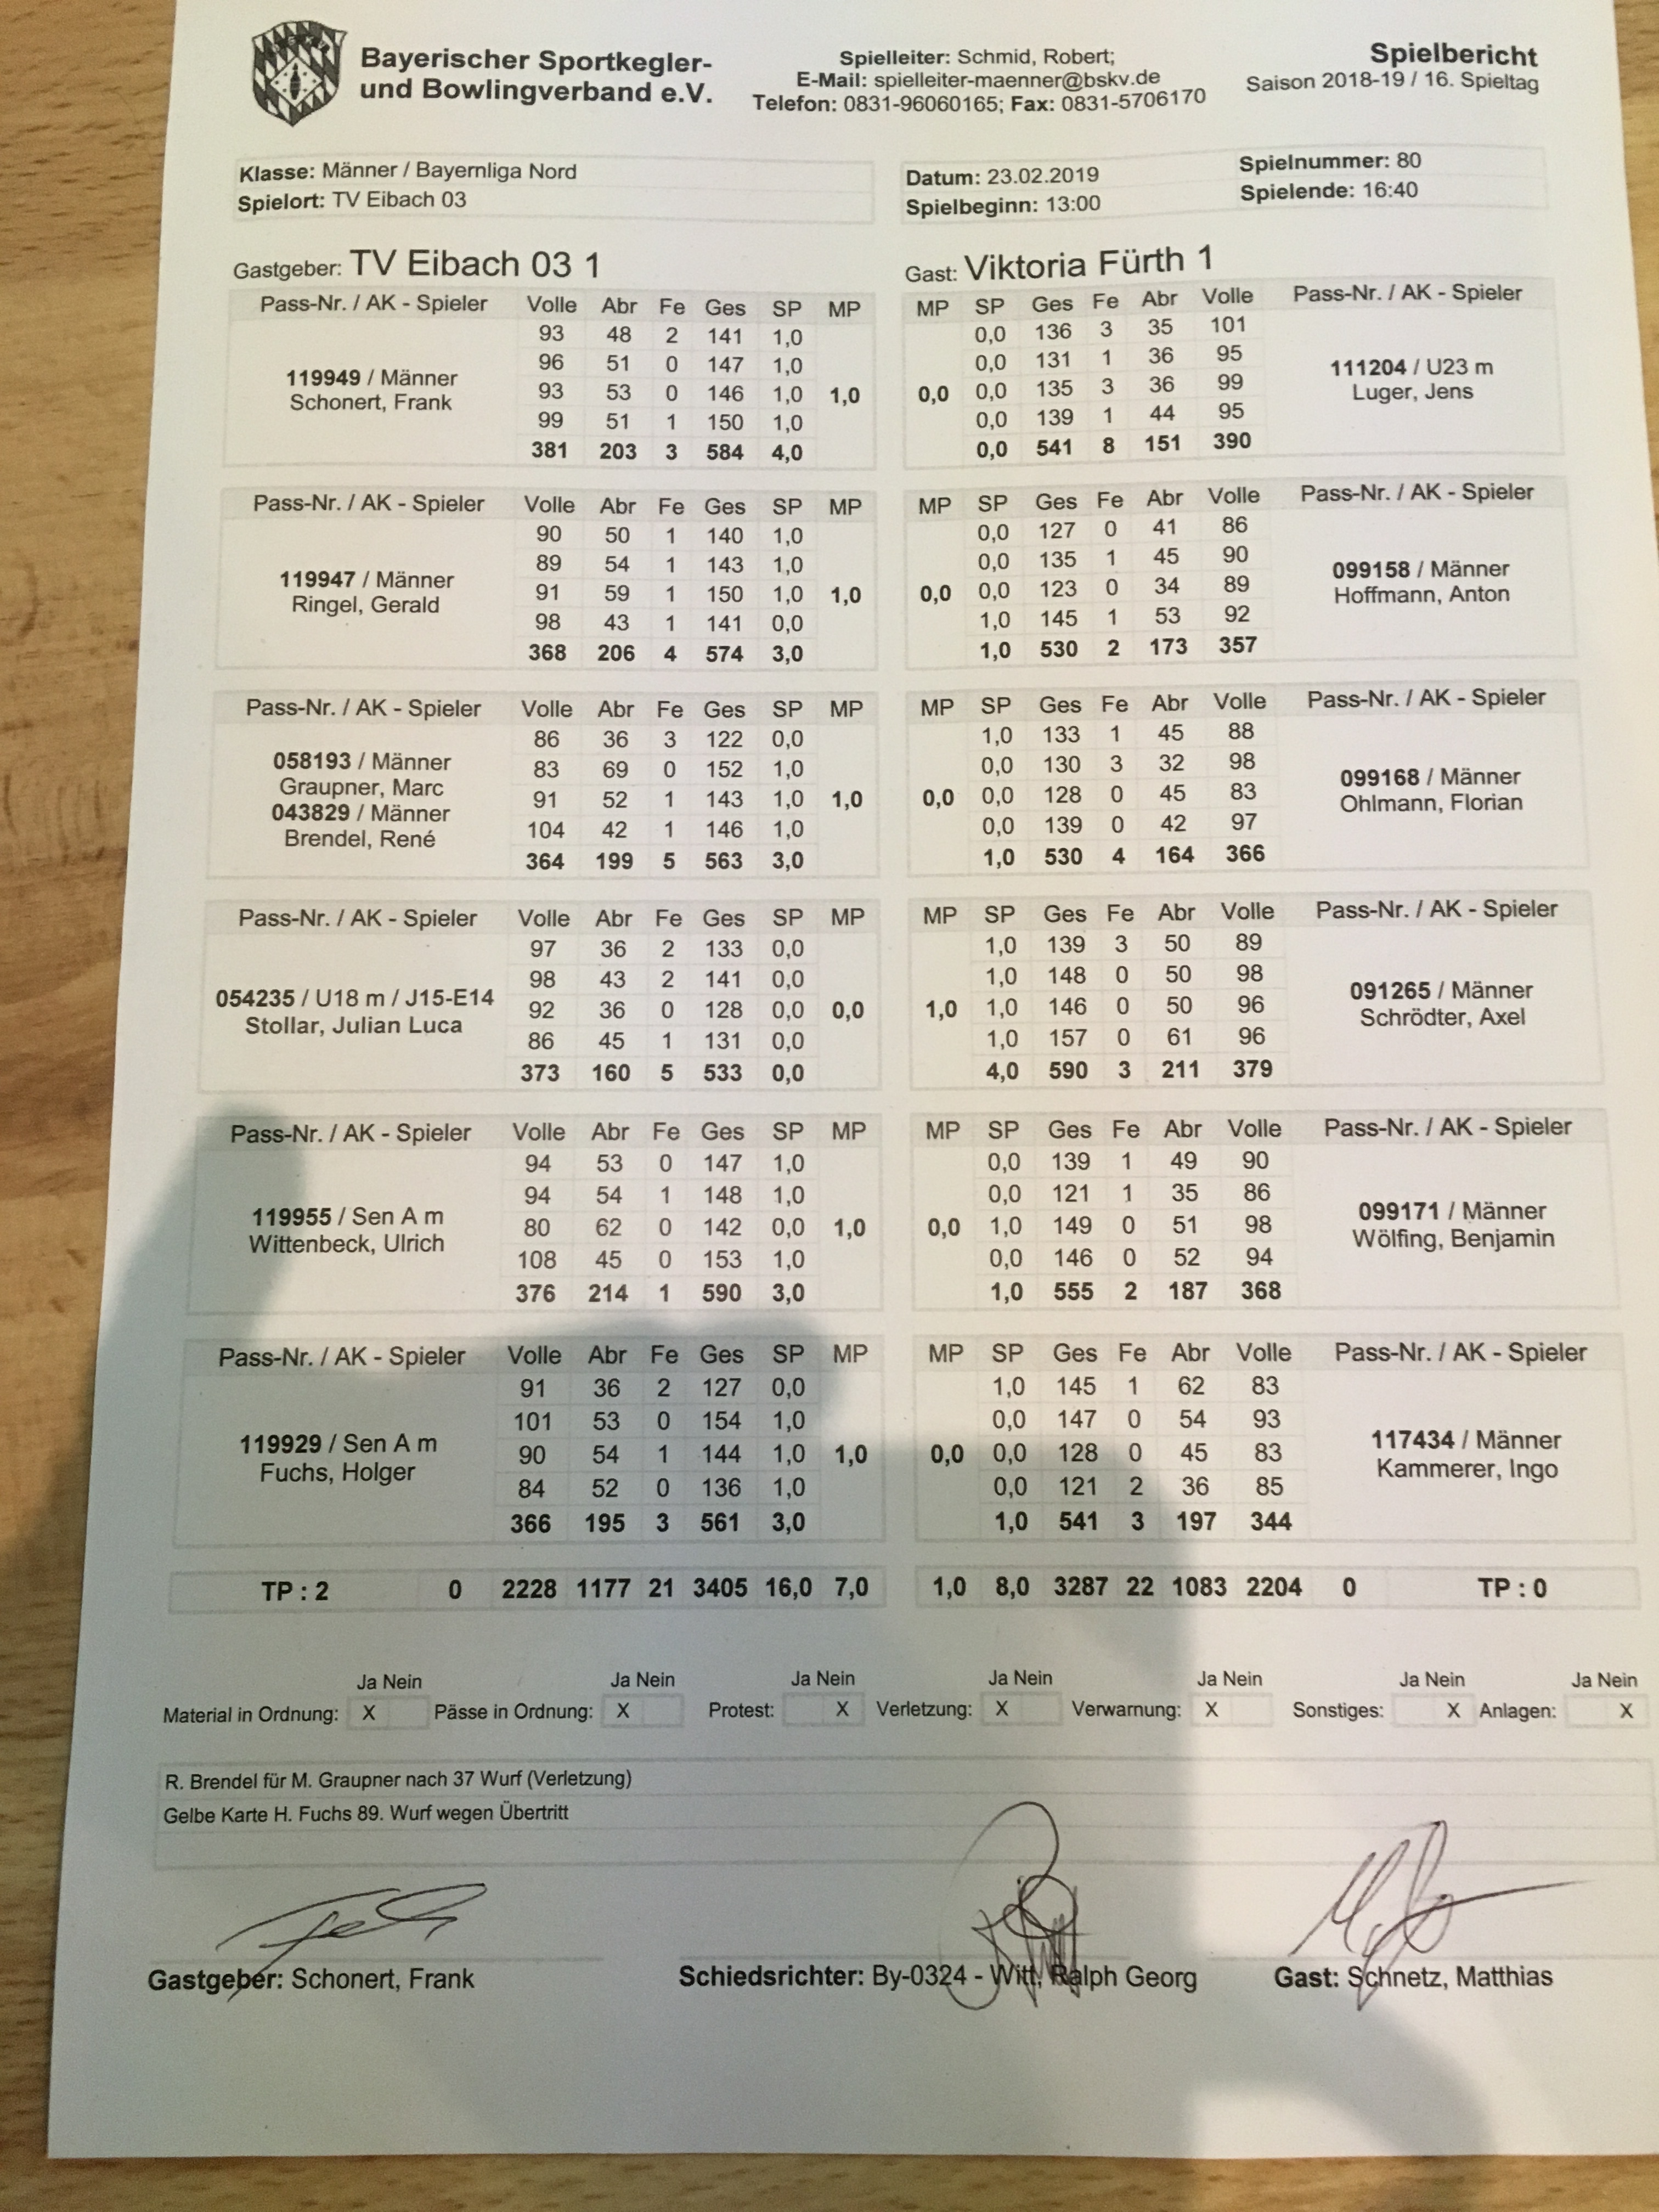 Bayerischer Sportkegler-
und Bowlingverband e.V.
Spielleiter: Schmid, Robert;
E-Mail: spielleiter-maenner@bskv.de
Telefon: 0831-96060165; Fax: 0831-5706170
Spielbericht
Saison 2018-19 / 16. Spieltag
Klasse: Männer / Bayernliga Nord
Spielort: TV Eibach 03
Datum: 23.02.2019
Spielbeginn: 13:00
Spielnummer: 80
Spielende: 16:40
Gastgeber: TV Eibach 03 1
Gast: Viktoria Fürth 1
Pass-Nr. / AK - Spieler Volle Abr Fe Ges SP MP MP SP Ges Fe Abr Volle Pass-Nr. / AK - Spieler
93 48 2 141 1,0 0,0 136 3 35 101
96 51 0 147 1,0 0,0 131 1 36 95
119949 / Männer 111204 / U23 m
93 53 0 146 1,0 1,0 0,0 0,0 135 3 36 99
Schonert, Frank Luger, Jens
99 51 1 150 1,0 0,0 139 1 44 95
381 203 3 584 4,0 0,0 541 8 151 390
Pass-Nr. / AK - Spieler Volle Abr Fe Ges SP MP MP SP Ges Fe Abr Volle Pass-Nr. / AK - Spieler
90 50 1 140 1,0 0,0 127 0 41 86
89 54 1 143 1,0 0,0 135 1 45 90
119947 / Männer 099158 / Männer
91 59 1 150 1,0 1,0 0,0 0,0 123 0 34 89
Ringel, Gerald Hoffmann, Anton
98 43 1 141 0,0 1,0 145 1 53 92
368 206 4 574 3,0 1,0 530 2 173 357
Pass-Nr. / AK - Spieler Volle Abr Fe Ges SP MP MP SP Ges Fe Abr Volle Pass-Nr. / AK - Spieler
86 36 3 122 0,0 1,0 133 1 45 88
058193 / Männer
83 69 0 152 1,0 0,0 130 3 32 98
Graupner, Marc 099168 / Männer
91 52 1 143 1,0 1,0 0,0 0,0 128 0 45 83
043829 / Männer Ohlmann, Florian
104 42 1 146 1,0 0,0 139 0 42 97
Brendel, René
364 199 5 563 3,0 1,0 530 4 164 366
Pass-Nr. / AK - Spieler Volle Abr Fe Ges SP MP MP SP Ges Fe Abr Volle Pass-Nr. / AK - Spieler
97 36 2 133 0,0 1,0 139 3 50 89
98 43 2 141 0,0 1,0 148 0 50 98
054235 / U18 m / J15-E14 091265 / Männer
92 36 0 128 0,0 0,0 1,0 1,0 146 0 50 96
Stollar, Julian Luca Schrödter, Axel
86 45 1 131 0,0 1,0 157 0 61 96
373 160 5 533 0,0 4,0 590 3 211 379
Pass-Nr. / AK - Spieler Volle Abr Fe Ges SP MP MP SP Ges Fe Abr Volle Pass-Nr. / AK - Spieler
94 53 0 147 1,0 0,0 139 1 49 90
94 54 1 148 1,0 0,0 121 1 35 86
119955 / Sen A m 099171 / Männer
80 62 0 142 0,0 1,0 0,0 1,0 149 0 51 98
Wittenbeck, Ulrich Wölfing, Benjamin
108 45 0 153 1,0 0,0 146 0 52 94
376 214 1 590 3,0 1,0 555 2 187 368
Pass-Nr. / AK - Spieler Volle Abr Fe Ges SP MP MP SP Ges Fe Abr Volle Pass-Nr. / AK - Spieler
91 36 2 127 0,0 1,0 145 1 62 83
101 53 0 154 1,0 0,0 147 0 54 93
119929 / Sen A m 117434 / Männer
90 54 1 144 1,0 1,0 0,0 0,0 128 0 45 83
Fuchs, Holger Kammerer, Ingo
84 52 0 136 1,0 0,0 121 2 36 85
366 195 3 561 3,0 1,0 541 3 197 344
TP : 2 0 2228 1177 21 3405 16,0 7,0 1,0 8,0 3287 22 1083 2204 0 TP : 0
Ja Nein Ja Nein Ja Nein Ja Nein Ja Nein Ja Nein Ja Nein
Material in Ordnung: X Pässe in Ordnung: X Protest: X Verletzung: X Verwarnung: X Sonstiges: X Anlagen: X
R. Brendel für M. Graupner nach 37 Wurf (Verletzung)
Gelbe Karte H. Fuchs 89. Wurf wegen Übertritt
Gastgeber: Schonert, Frank
Schiedsrichter: By-0324 - Witt, Ralph Georg
Gast: Schnetz, Matthias